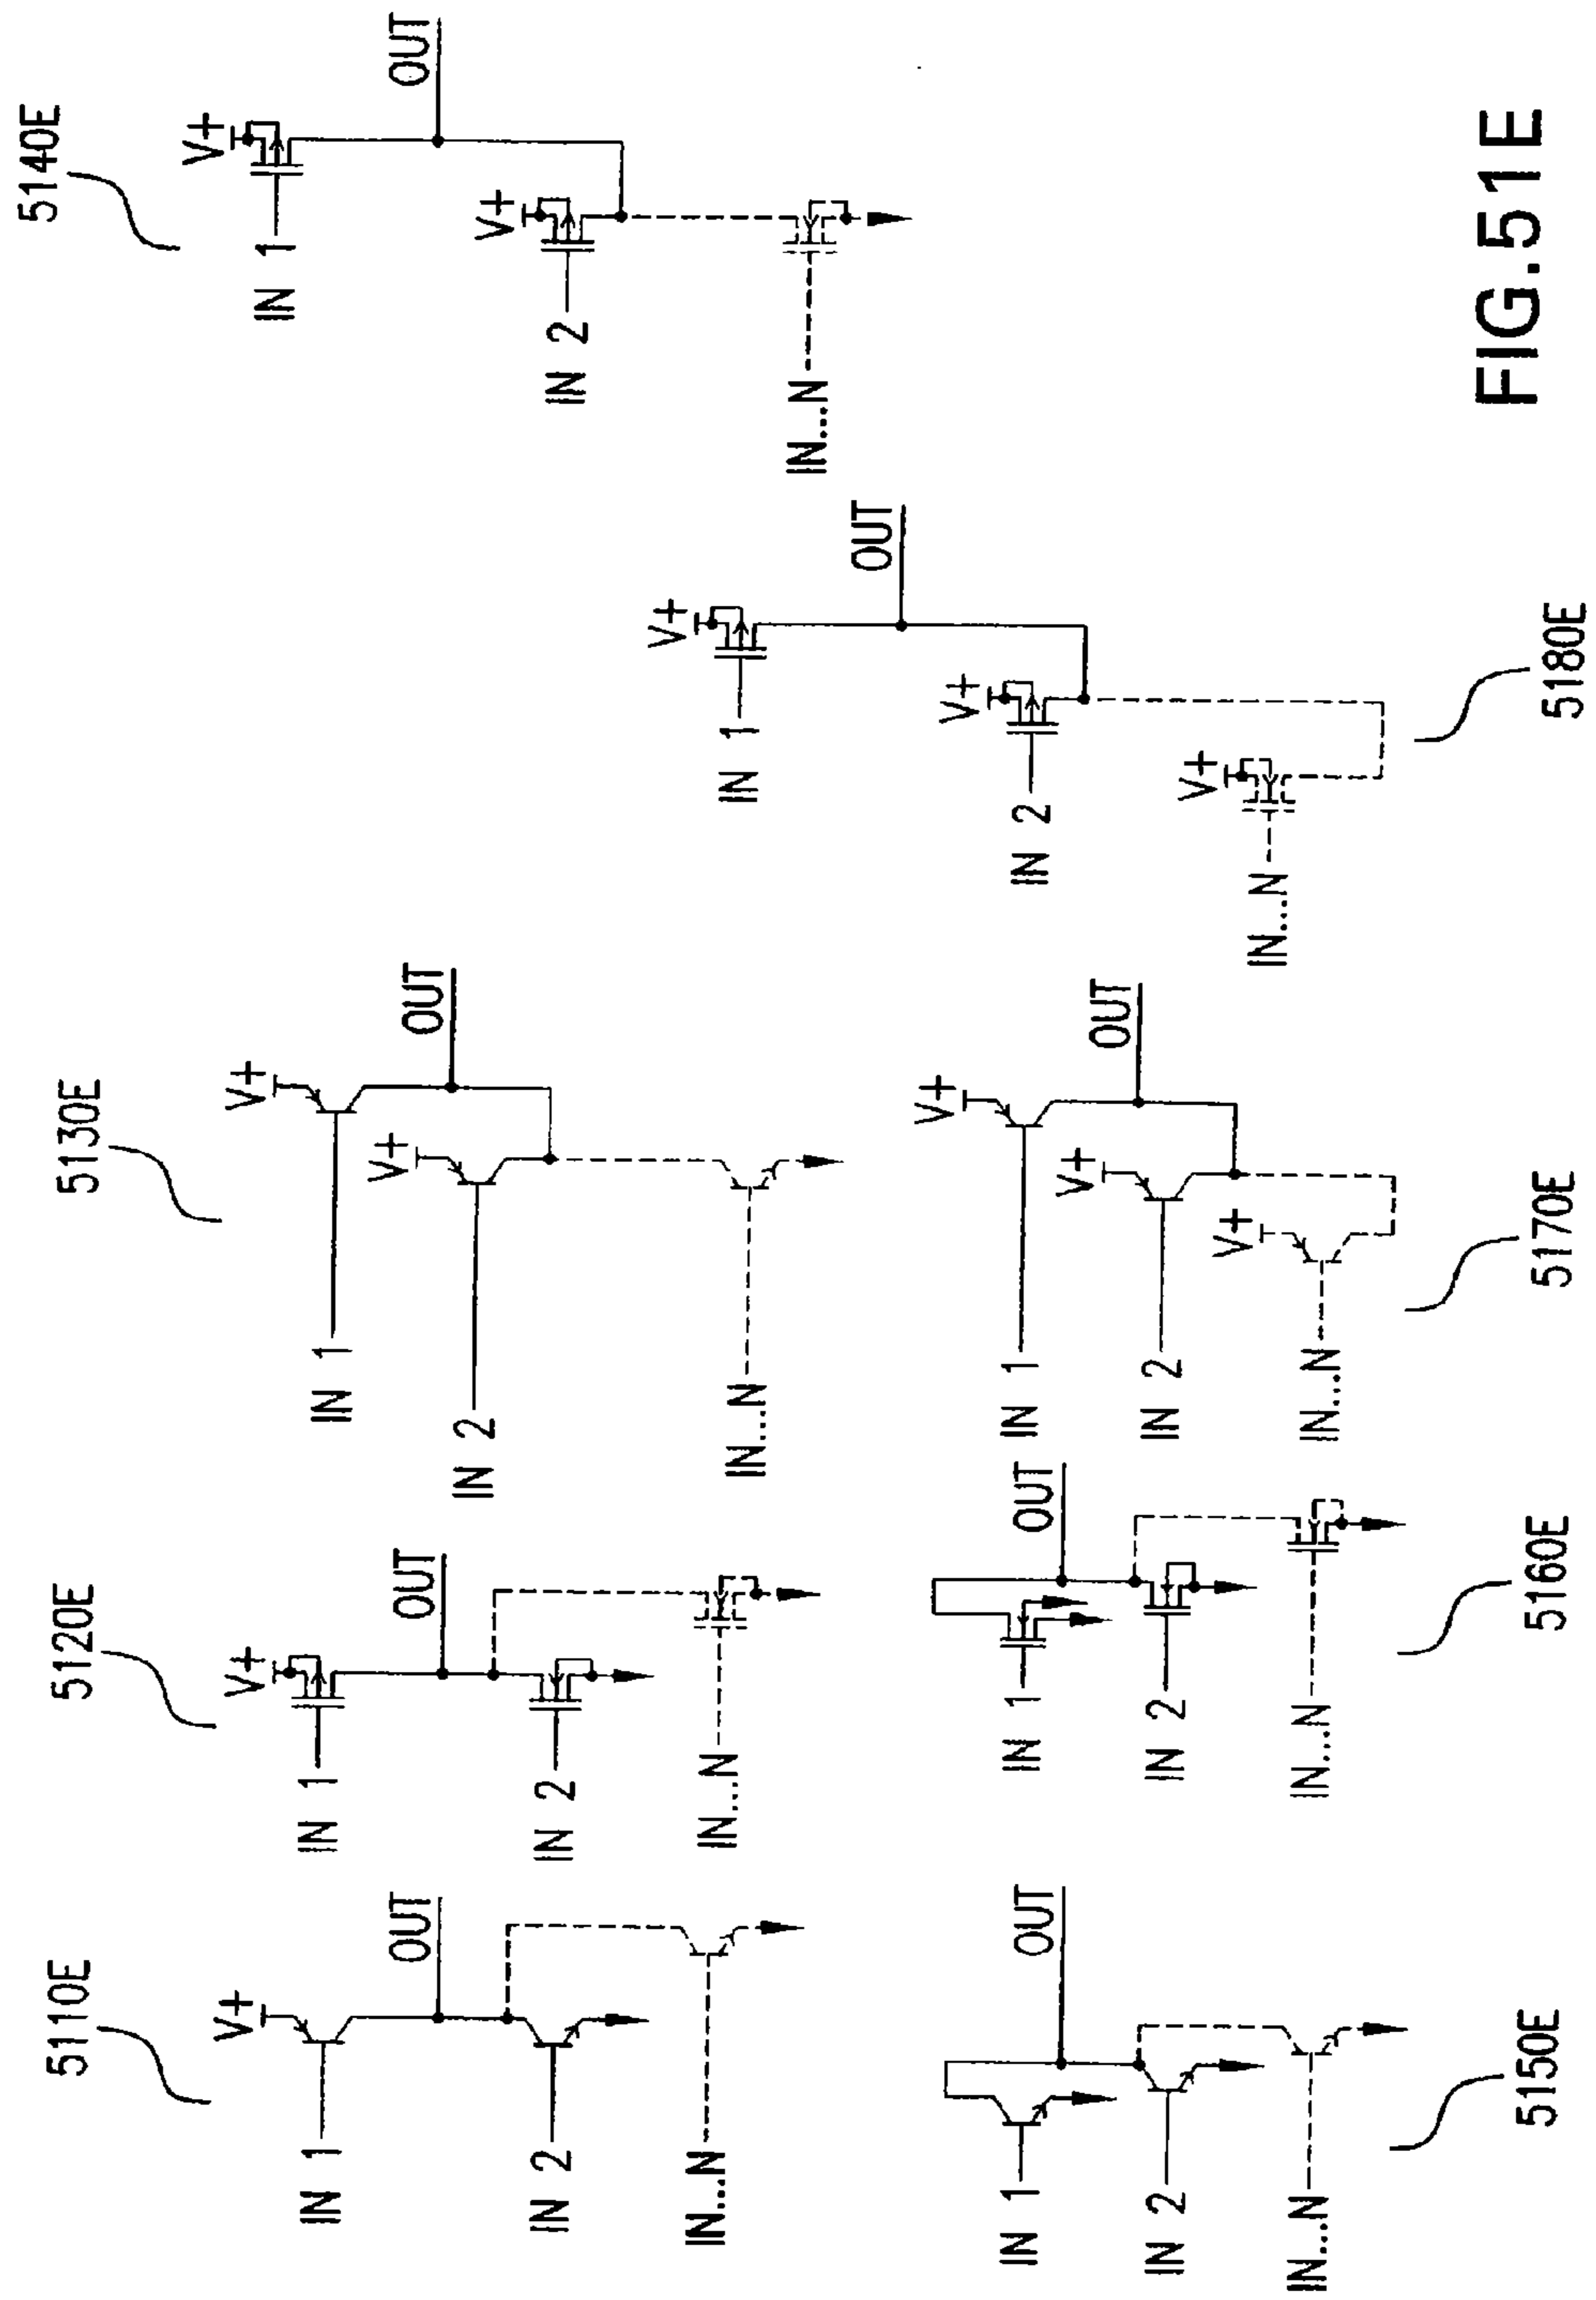 5110E
V+
IN 1
OUT
IN 2
IN...N
5120E
V+
IN 1
OUT
IN 2
IN...N
5130E
V+
IN 1
V+
OUT
IN 2
IN...N
5140E
V+
IN 1
OUT
V+
IN 2
IN...N
5150E
IN 1
OUT
IN 2
IN...N
5160E
IN 1
OUT
IN 2
IN...N
5170E
V+
IN 1
V+
OUT
IN 2
V+
IN...N
5180E
V+
IN 1
OUT
V+
IN 2
V+
IN...N
FIG.51E